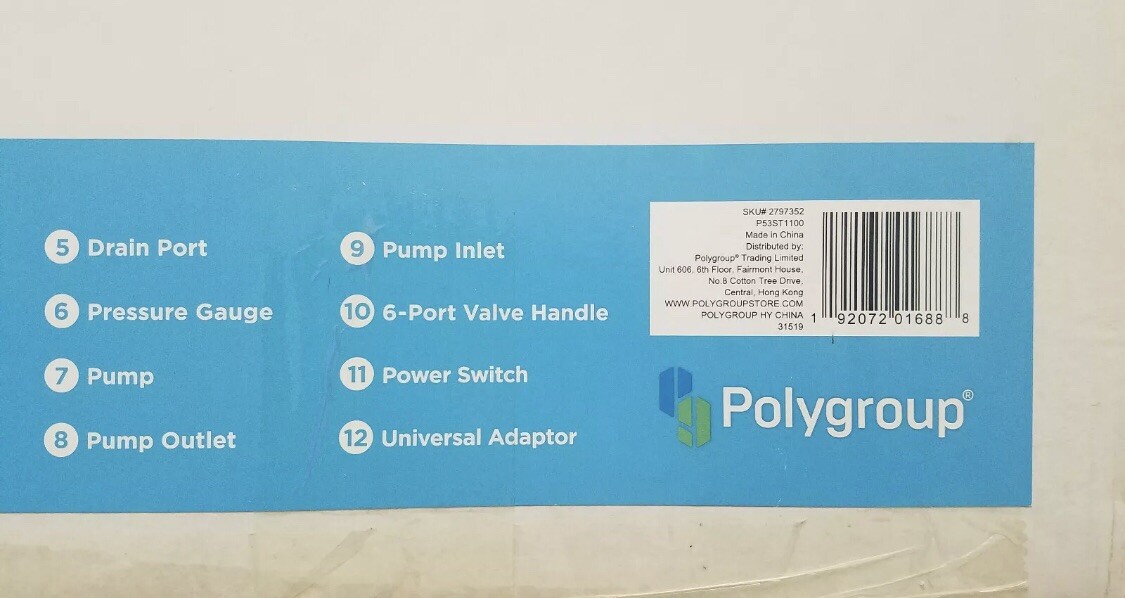 5 Drain Port
6 Pressure Gauge
7 Pump
8 Pump Outlet
9 Pump Inlet
10 6-Port Valve Handle
11 Power Switch
12 Universal Adaptor
SKU# 2797352
P53ST1100
Made in China
Distributed by:
Polygroup® Trading Limited
Unit 606, 6th Floor, Fairmont House,
No.8 Cotton Tree Drive,
Central, Hong Kong
WWW.POLYGROUPSTORE.COM
POLYGROUP HY CHINA
31519
1 92072 01688 8
Polygroup®